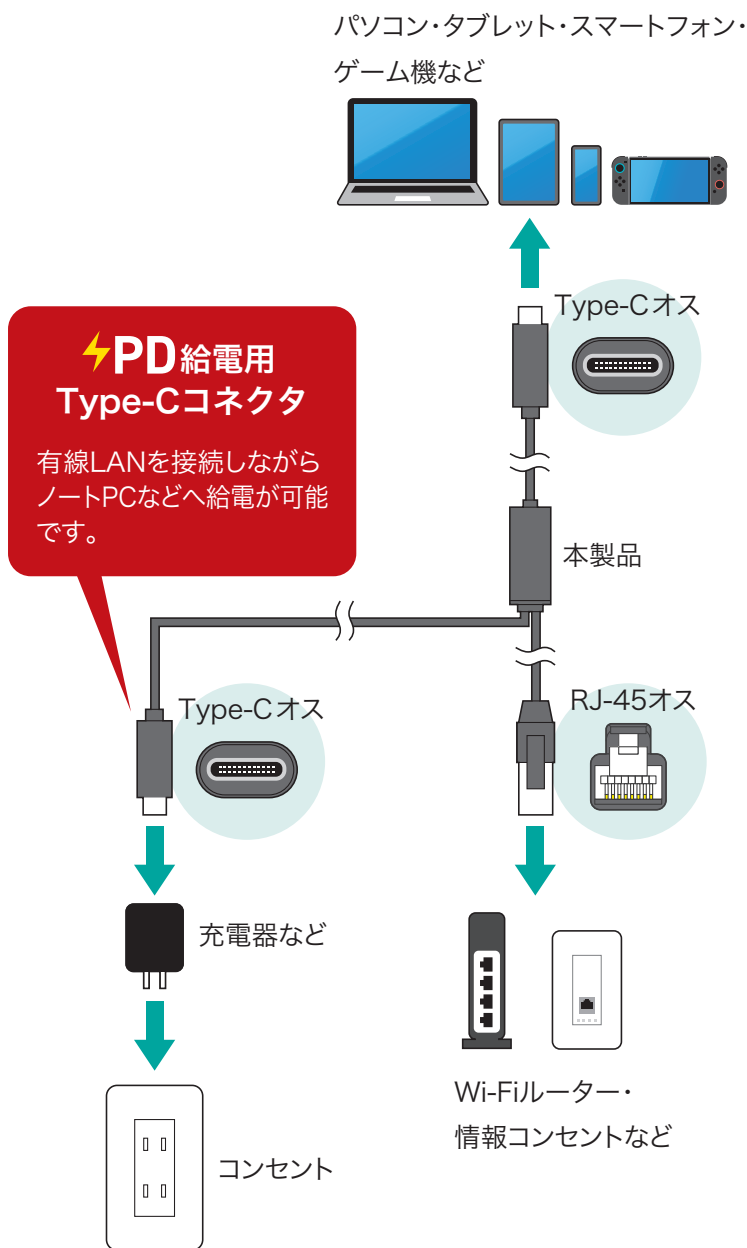 パソコン・タブレット・スマートフォン・
ゲーム機など
Type-Cオス
PD給電用
Type-Cコネクタ
有線LANを接続しながら
ノートPCなどへ給電が可能
です。
本製品
Type-Cオス
RJ-45オス
充電器など
Wi-Fiルーター・
情報コンセントなど
コンセント